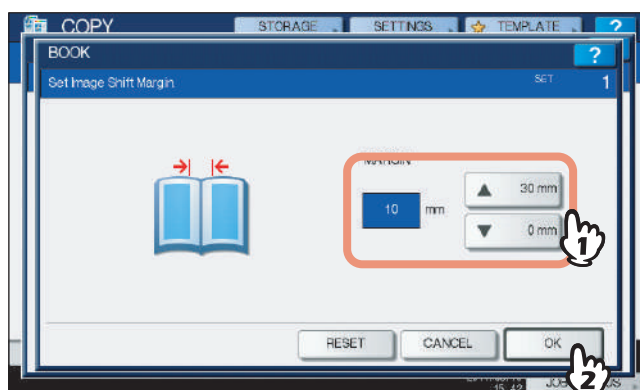 COPY STORAGE SETTINGS TEMPLATE ?
BOOK ?
Set Image Shift Margin SET 1
MARGIN
30 mm
10 mm
0 mm
1
RESET CANCEL OK
2
15:42 JOB